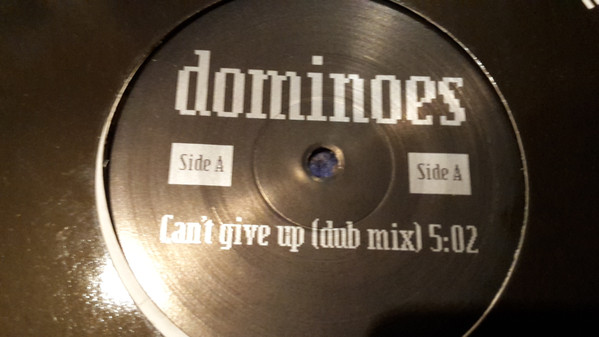 dominoes
Side A
Side A
Can't give up (dub mix) 5:02